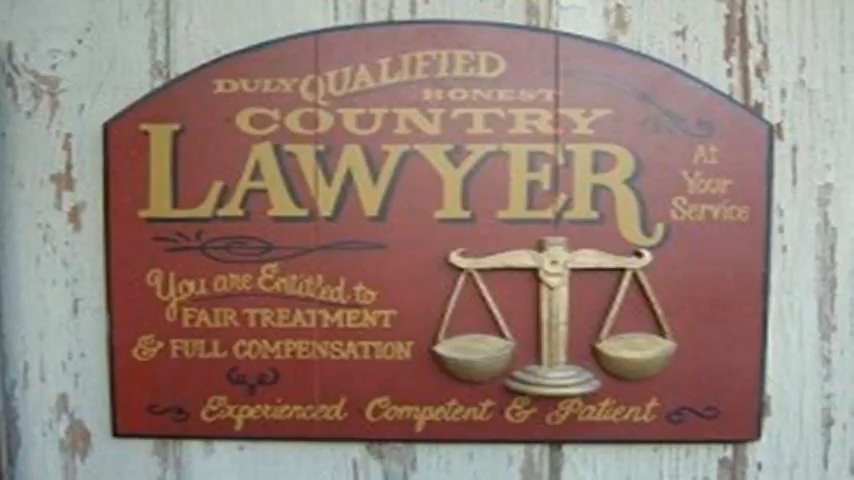 DULY QUALIFIED
HONEST
COUNTRY
LAWYER
At
Your
Service
You are Entitled to
FAIR TREATMENT
& FULL COMPENSATION
Experienced Competent & Patient